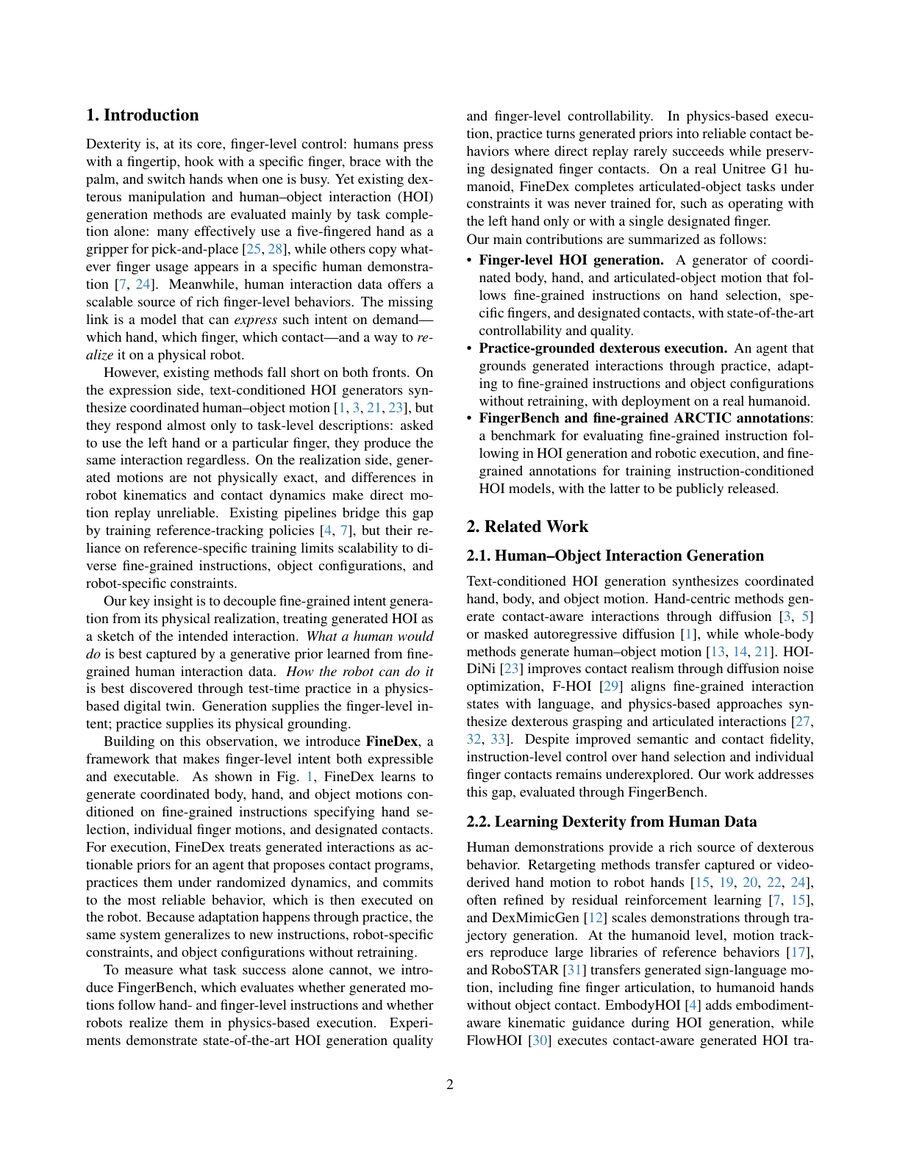 1. Introduction
Dexterity is, at its core, finger-level control: humans press
with a fingertip, hook with a specific finger, brace with the
palm, and switch hands when one is busy. Yet existing dex-
terous manipulation and human–object interaction (HOI)
generation methods are evaluated mainly by task comple-
tion alone: many effectively use a five-fingered hand as a
gripper for pick-and-place [25, 28], while others copy what-
ever finger usage appears in a specific human demonstra-
tion [7, 24]. Meanwhile, human interaction data offers a
scalable source of rich finger-level behaviors. The missing
link is a model that can express such intent on demand—
which hand, which finger, which contact—and a way to re-
alize it on a physical robot.
However, existing methods fall short on both fronts. On
the expression side, text-conditioned HOI generators syn-
thesize coordinated human–object motion [1, 3, 21, 23], but
they respond almost only to task-level descriptions: asked
to use the left hand or a particular finger, they produce the
same interaction regardless. On the realization side, gener-
ated motions are not physically exact, and differences in
robot kinematics and contact dynamics make direct mo-
tion replay unreliable. Existing pipelines bridge this gap
by training reference-tracking policies [4, 7], but their re-
liance on reference-specific training limits scalability to di-
verse fine-grained instructions, object configurations, and
robot-specific constraints.
Our key insight is to decouple fine-grained intent genera-
tion from its physical realization, treating generated HOI as
a sketch of the intended interaction. What a human would
do is best captured by a generative prior learned from fine-
grained human interaction data. How the robot can do it
is best discovered through test-time practice in a physics-
based digital twin. Generation supplies the finger-level in-
tent; practice supplies its physical grounding.
Building on this observation, we introduce FineDex, a
framework that makes finger-level intent both expressible
and executable. As shown in Fig. 1, FineDex learns to
generate coordinated body, hand, and object motions con-
ditioned on fine-grained instructions specifying hand se-
lection, individual finger motions, and designated contacts.
For execution, FineDex treats generated interactions as ac-
tionable priors for an agent that proposes contact programs,
practices them under randomized dynamics, and commits
to the most reliable behavior, which is then executed on
the robot. Because adaptation happens through practice, the
same system generalizes to new instructions, robot-specific
constraints, and object configurations without retraining.
To measure what task success alone cannot, we intro-
duce FingerBench, which evaluates whether generated mo-
tions follow hand- and finger-level instructions and whether
robots realize them in physics-based execution. Experi-
ments demonstrate state-of-the-art HOI generation quality
and finger-level controllability. In physics-based execu-
tion, practice turns generated priors into reliable contact be-
haviors where direct replay rarely succeeds while preserv-
ing designated finger contacts. On a real Unitree G1 hu-
manoid, FineDex completes articulated-object tasks under
constraints it was never trained for, such as operating with
the left hand only or with a single designated finger.
Our main contributions are summarized as follows:
• Finger-level HOI generation. A generator of coordi-
nated body, hand, and articulated-object motion that fol-
lows fine-grained instructions on hand selection, spe-
cific fingers, and designated contacts, with state-of-the-art
controllability and quality.
• Practice-grounded dexterous execution. An agent that
grounds generated interactions through practice, adapt-
ing to fine-grained instructions and object configurations
without retraining, with deployment on a real humanoid.
• FingerBench and fine-grained ARCTIC annotations:
a benchmark for evaluating fine-grained instruction fol-
lowing in HOI generation and robotic execution, and fine-
grained annotations for training instruction-conditioned
HOI models, with the latter to be publicly released.
2. Related Work
2.1. Human–Object Interaction Generation
Text-conditioned HOI generation synthesizes coordinated
hand, body, and object motion. Hand-centric methods gen-
erate contact-aware interactions through diffusion [3, 5]
or masked autoregressive diffusion [1], while whole-body
methods generate human–object motion [13, 14, 21]. HOI-
DiNi [23] improves contact realism through diffusion noise
optimization, F-HOI [29] aligns fine-grained interaction
states with language, and physics-based approaches syn-
thesize dexterous grasping and articulated interactions [27,
32, 33]. Despite improved semantic and contact fidelity,
instruction-level control over hand selection and individual
finger contacts remains underexplored. Our work addresses
this gap, evaluated through FingerBench.
2.2. Learning Dexterity from Human Data
Human demonstrations provide a rich source of dexterous
behavior. Retargeting methods transfer captured or video-
derived hand motion to robot hands [15, 19, 20, 22, 24],
often refined by residual reinforcement learning [7, 15],
and DexMimicGen [12] scales demonstrations through tra-
jectory generation. At the humanoid level, motion track-
ers reproduce large libraries of reference behaviors [17],
and RoboSTAR [31] transfers generated sign-language mo-
tion, including fine finger articulation, to humanoid hands
without object contact. EmbodyHOI [4] adds embodiment-
aware kinematic guidance during HOI generation, while
FlowHOI [30] executes contact-aware generated HOI tra-
2